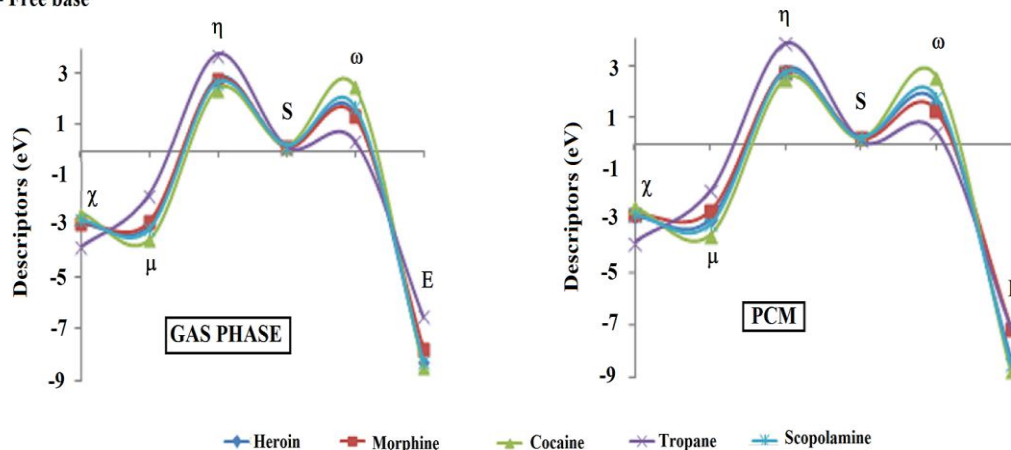 Free base
η
ω
3
S
1
Descriptors (eV)
-1
χ
-3
μ
-5
E
GAS PHASE
-7
-9
η
ω
3
S
1
Descriptors (eV)
-1
χ
-3
μ
-5
-7
PCM
-9
Heroin
Morphine
Cocaine
Tropane
Scopolamine